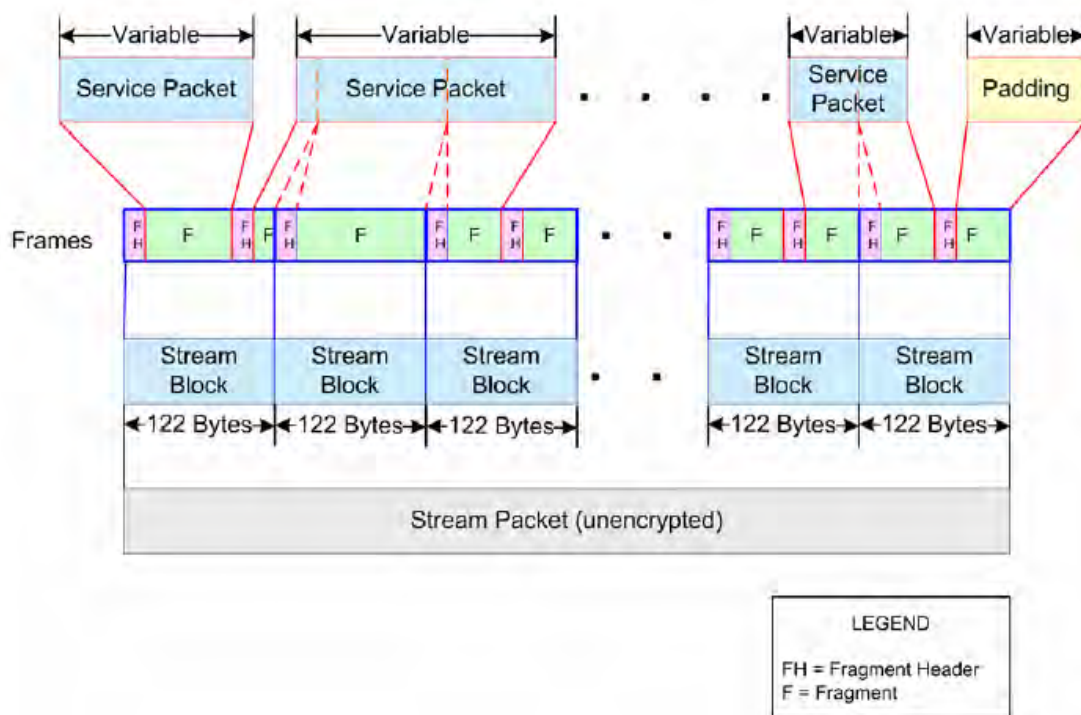 Variable
Variable
Variable
Variable
Service Packet
Service Packet
Service
Packet
Padding
Frames
F
H
F
F
H
F
F
H
F
F
H
F
F
H
F
F
H
F
F
H
F
F
H
F
F
H
F
Stream
Block
Stream
Block
Stream
Block
Stream
Block
Stream
Block
122 Bytes
122 Bytes
122 Bytes
122 Bytes
122 Bytes
Stream Packet (unencrypted)
LEGEND
FH = Fragment Header
F = Fragment